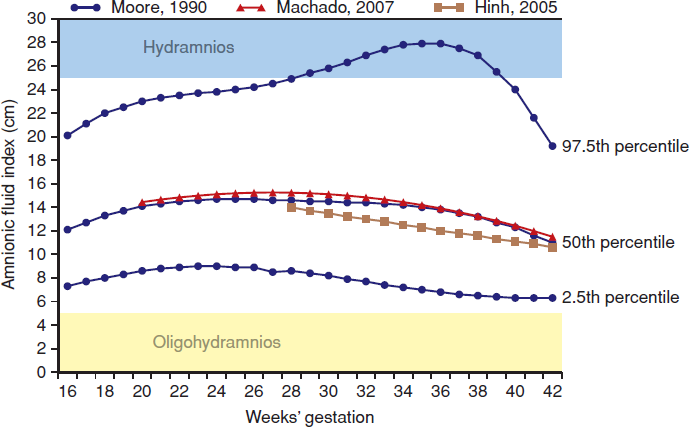 Moore, 1990 Machado, 2007 Hinh, 2005
30
28
26
24
22
20
18
16
14
12
10
8
6
4
2
0
Amnionic fluid index (cm)
Hydramnios
97.5th percentile
50th percentile
2.5th percentile
Oligohydramnios
16 18 20 22 24 26 28 30 32 34 36 38 40 42
Weeks' gestation